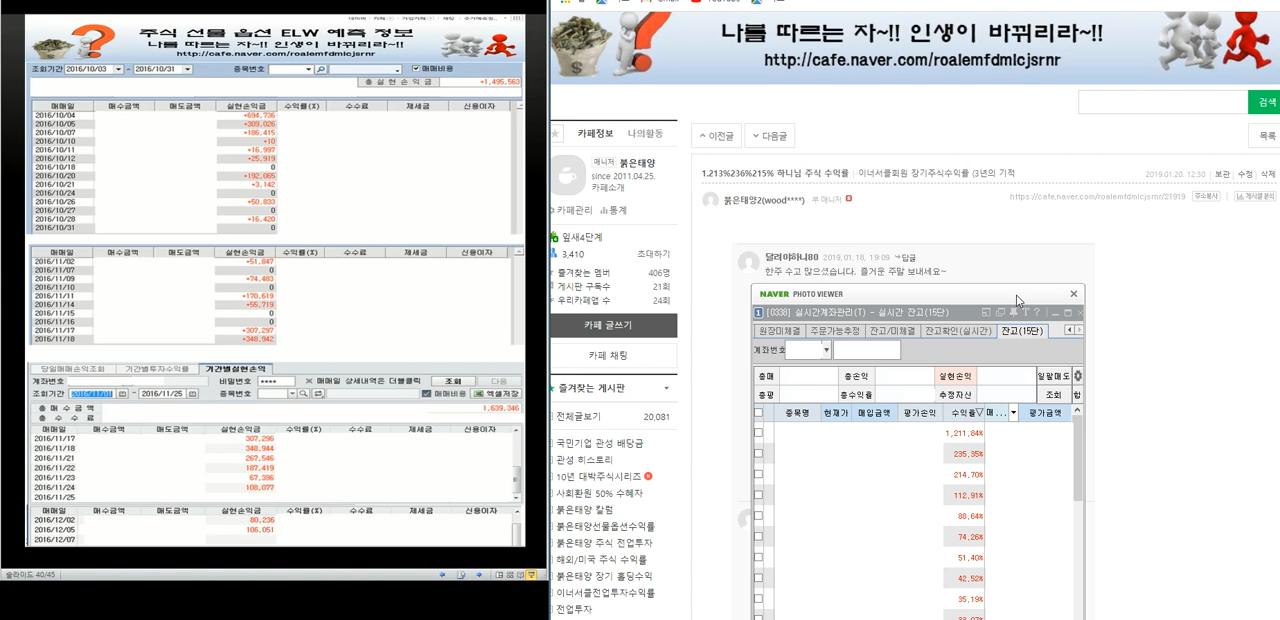 주식 선물 옵션 ELW 예측 정보
나를 따르는 자~!! 인생이 바뀌리라~!!
http://cafe.naver.com/roalemfdmlcjsrnr
조회기간 2016/10/03 ~ 2016/10/31 종목번호 매매비용
총실현손익금 +1,495,563
매매일 매수금액 매도금액 실현손익금 수익률(%) 수수료 제세금 신용이자
2016/10/04 +694,736
2016/10/05 +309,026
2016/10/07 +186,415
2016/10/10 +10
2016/10/11 +16,997
2016/10/12 +25,919
2016/10/18 0
2016/10/20 +192,065
2016/10/21 +3,142
2016/10/24 0
2016/10/26 +50,833
2016/10/27 0
2016/10/28 +16,420
2016/10/31 0
매매일 매수금액 매도금액 실현손익금 수익률(%) 수수료 제세금 신용이자
2016/11/02 +51,847
2016/11/07 0
2016/11/09 +74,483
2016/11/10 0
2016/11/11 +170,619
2016/11/14 +55,719
2016/11/15 0
2016/11/16 0
2016/11/17 +307,297
2016/11/18 +348,942
당일매매손익조회 기간별투자수익률 기간별실현손익
계좌번호 비밀번호 **** ※ 매매일 상세내역은 더블클릭 조회 다음
조회기간 2016/11/01 ~ 2016/11/25 종목번호 매매비용 엑셀저장
총매수금액 1,639,346
총수수료
매매일 매수금액 매도금액 실현손익금 수익률(%) 수수료 제세금 신용이자
2016/11/17 307,296
2016/11/18 348,944
2016/11/21 267,546
2016/11/22 187,419
2016/11/23 67,386
2016/11/24 108,077
2016/11/25
매매일 매수금액 매도금액 실현손익금 수익률(%) 수수료 제세금 신용이자
2016/12/02 80,236
2016/12/05 106,051
2016/12/07
슬라이드 40/45
나를 따르는 자~!! 인생이 바뀌리라~!!
http://cafe.naver.com/roalemfdmlcjsrnr
검색
카페정보 나의활동
매니저 붉은태양
since 2011.04.25.
카페소개
카페관리 통계
잎새4단계
3,410 초대하기
즐겨찾는 멤버 406명
게시판 구독수 21회
우리카페앱 수 24회
카페 글쓰기
카페 채팅
즐겨찾는 게시판
전체글보기 20,081
국민기업 관성 배당금
관성 히스토리
10년 대박주식시리즈
사회환원 50% 수혜자
붉은태양 칼럼
붉은태양선물옵션수익률
붉은태양 주식 전업투자
해외/미국 주식 수익률
붉은태양 장기 홀딩수익
이너서클전업투자수익률
전업투자
이전글 다음글 목록
1.213%236%215% 하나님 주식 수익률 | 이너서클회원 장기주식수익률 (3년의 기적 2019.01.20. 12:30 | 보관 | 수정 | 삭제
붉은태양2(wood****) 부매니저 https://cafe.naver.com/roalemfdmlcjsrnr/21919 주소복사 게시글 분석
달려야하니80 2019.01.18. 19:09 답글
한주 수고 많으셨습니다. 즐거운 주말 보내세요~
NAVER PHOTO VIEWER
1 [0338] 실시간계좌관리(T) - 실시간 잔고(15단)
원장미체결 주문가능추정 잔고/미체결 잔고확인(실시간) 잔고(15단)
계좌번호
총매 총손익 실현손익 일괄매도
총평 총수익률 추정자산 조회 합
종목명 현재가 매입금액 평가손익 수익률▽ 매... 평가금액
1,211,84%
235,35%
214,70%
112,91%
88,64%
74,26%
51,40%
42,52%
35,19%